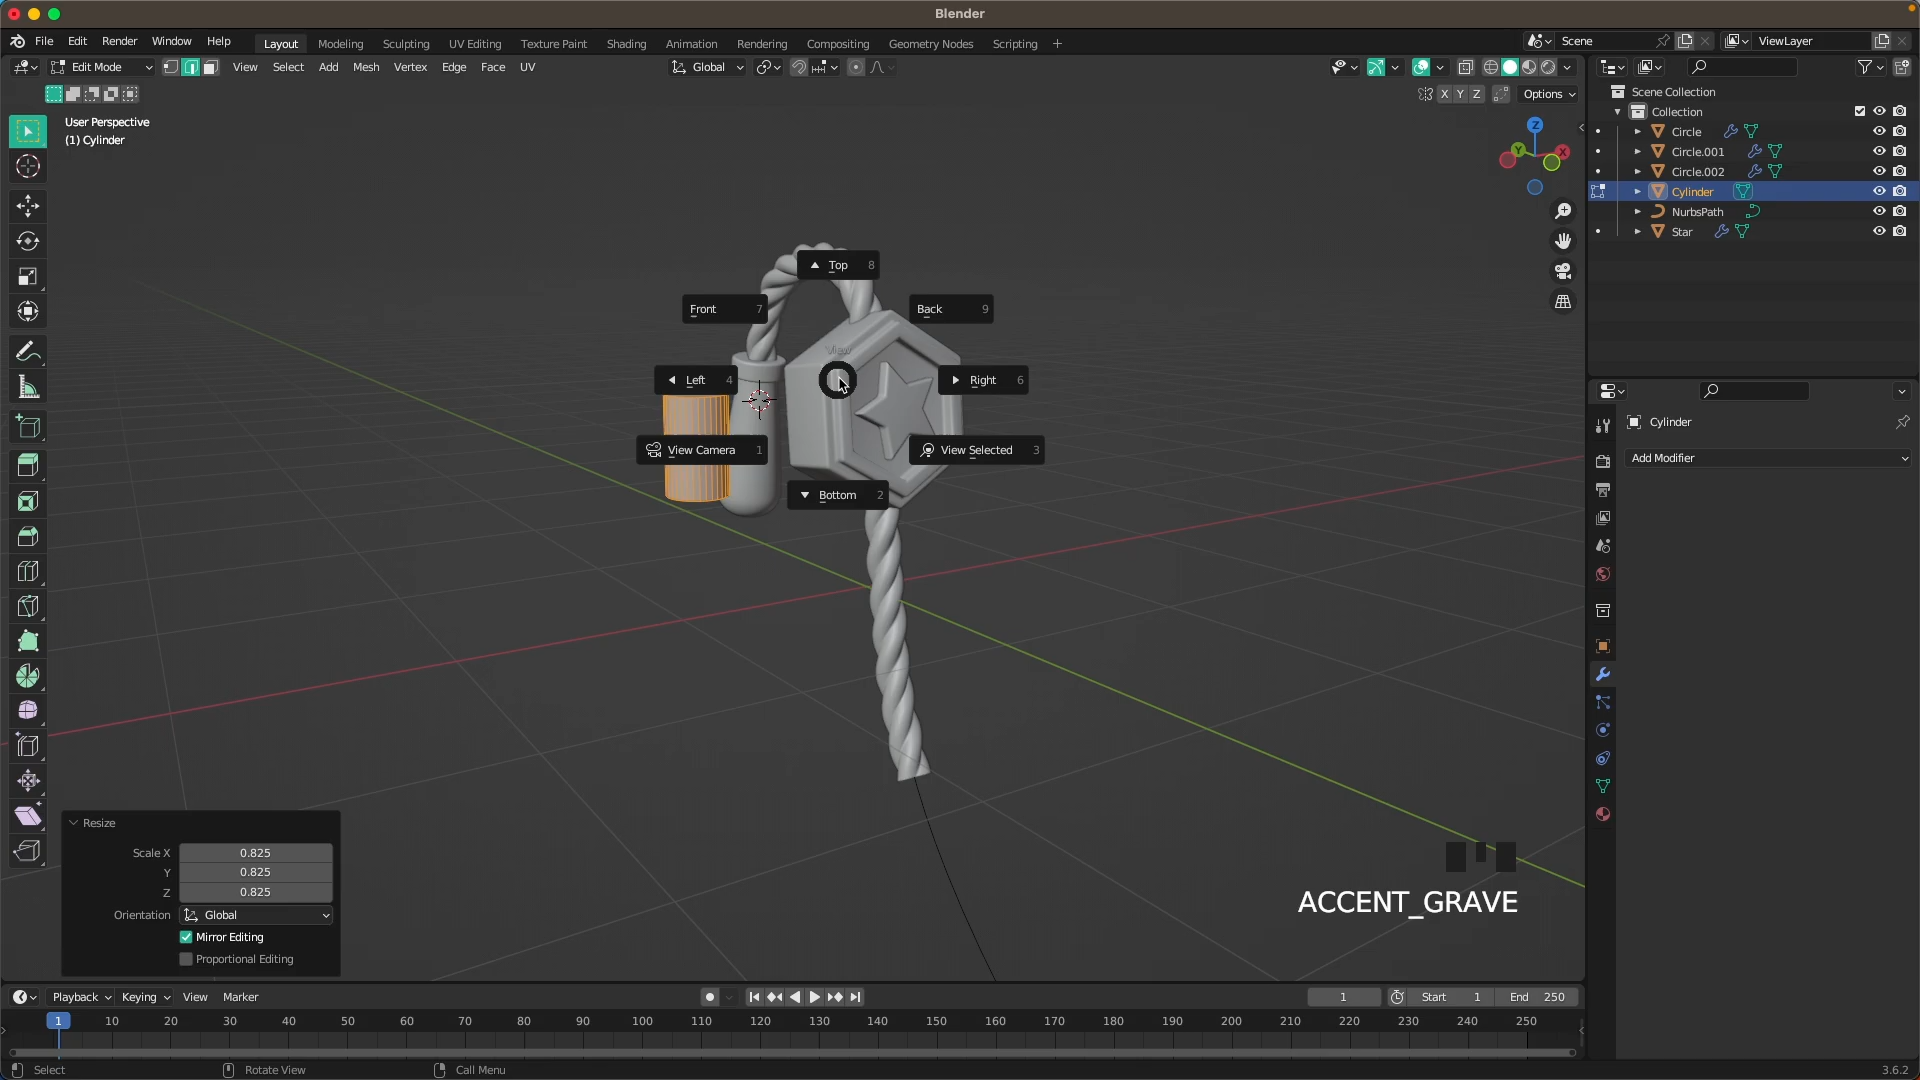 Blender
File Edit Render Window Help
Layout Modeling Sculpting UV Editing Texture Paint Shading Animation Rendering Compositing Geometry Nodes Scripting +
Scene
ViewLayer
Edit Mode
View Select Add Mesh Vertex Edge Face UV
Global
X Y Z
Options
User Perspective
(1) Cylinder
Z
Y
X
Scene Collection
Collection
Circle
Circle.001
Circle.002
Cylinder
NurbsPath
Star
Top 8
Front 7
Back 9
View
Left 4
Right 6
View Camera 1
View Selected 3
Bottom 2
Cylinder
Add Modifier
Resize
Scale X 0.825
Y 0.825
Z 0.825
Orientation Global
Mirror Editing
Proportional Editing
ACCENT_GRAVE
Playback Keying View Marker
1
Start 1
End 250
1 10 20 30 40 50 60 70 80 90 100 110 120 130 140 150 160 170 180 190 200 210 220 230 240 250
Select
Rotate View
Call Menu
3.6.2